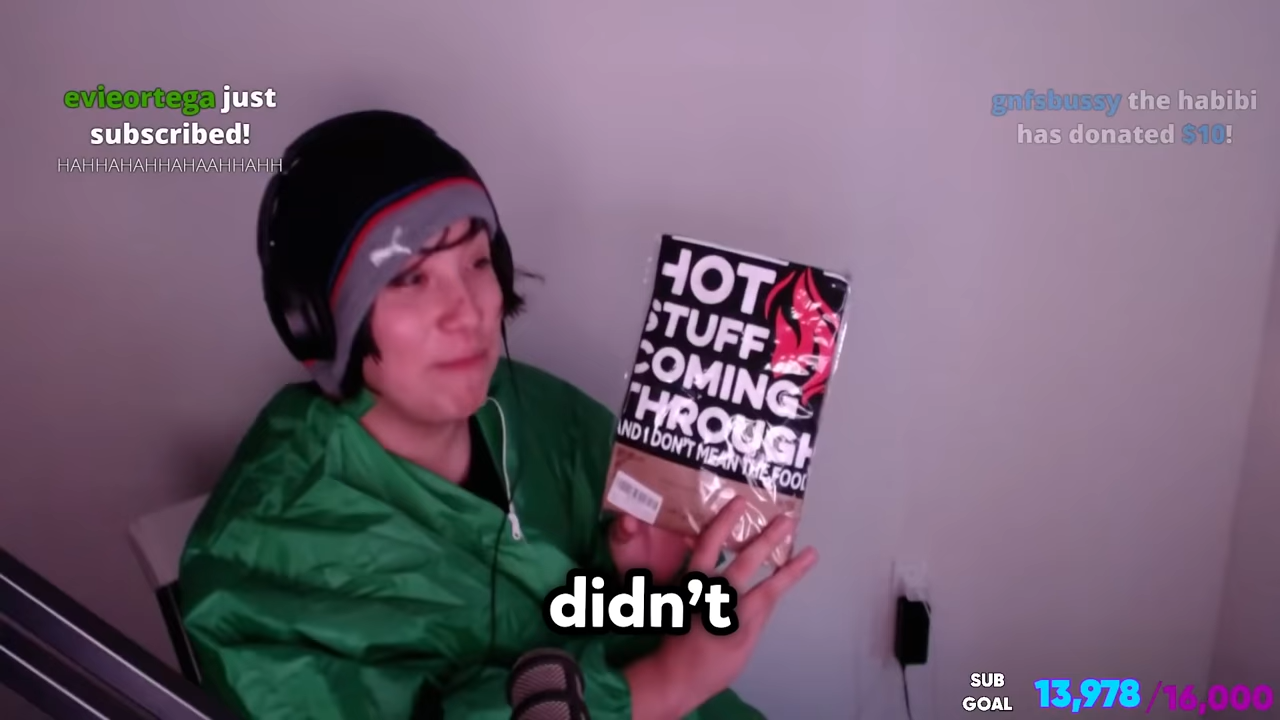 evieortega just
subscribed!
HAHHAHAHHAHAAHHAHH
gnfsbussy the habibi
has donated $10!
HOT
STUFF
COMING
THROUGH
AND I DON'T MEAN THE FOOD
didn't
SUB
GOAL
13,978 /16,000